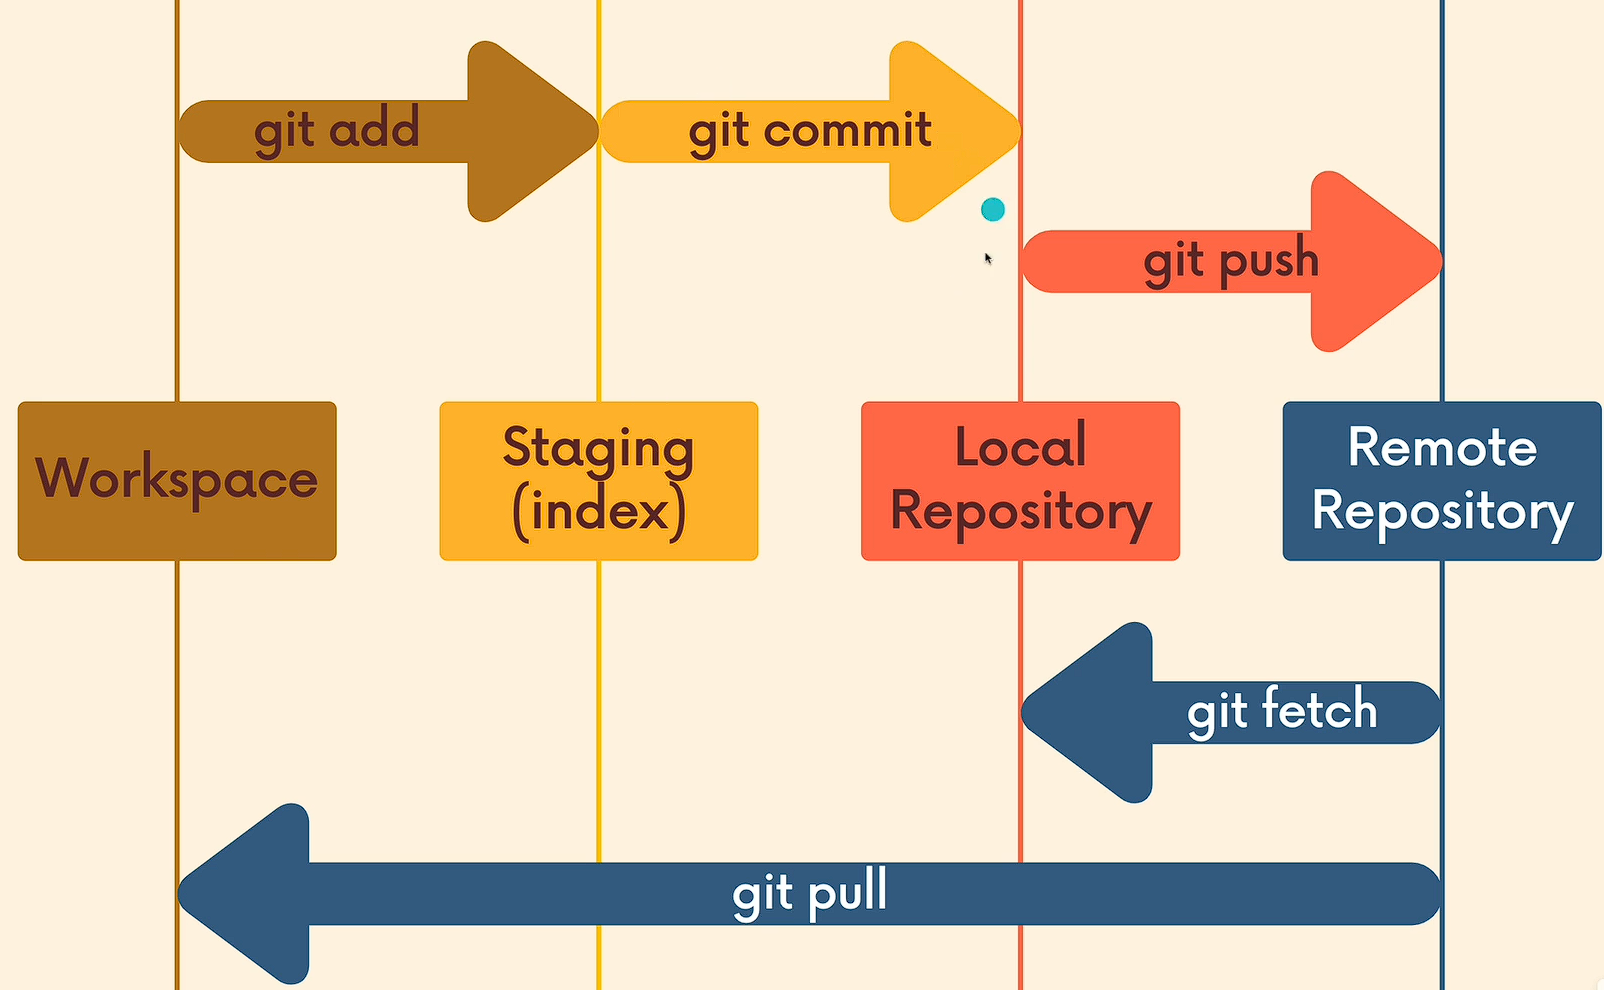 git add
git commit
git push
Workspace
Staging
(index)
Local
Repository
Remote
Repository
git fetch
git pull